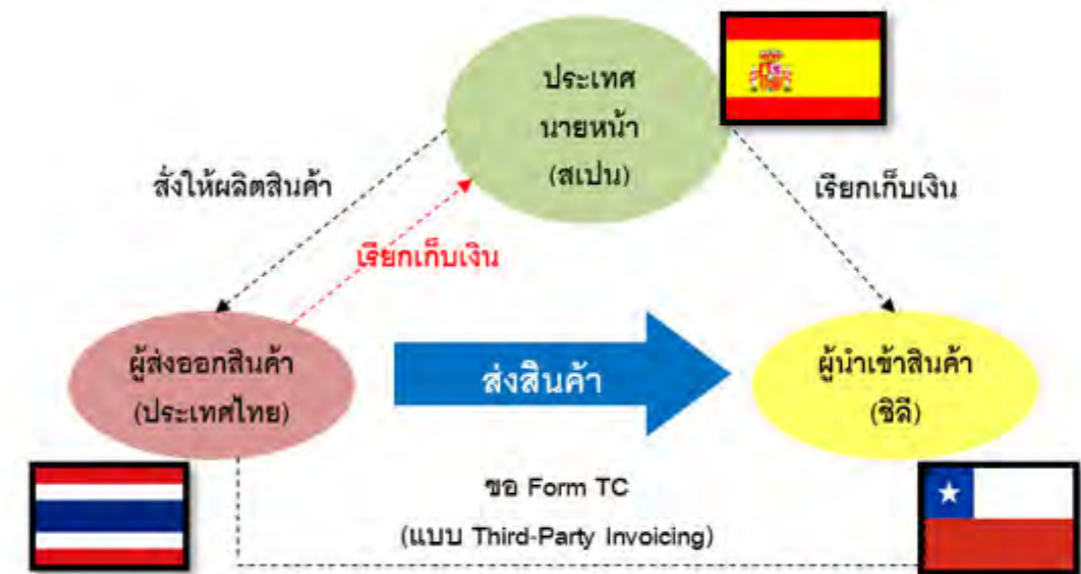 ประเทศ
นายหน้า
(สเปน)
สั่งให้ผลิตสินค้า
เรียกเก็บเงิน
เรียกเก็บเงิน
ผู้ส่งออกสินค้า
(ประเทศไทย)
ส่งสินค้า
ผู้นำเข้าสินค้า
(ชิลี)
ขอ Form TC
(แบบ Third-Party Invoicing)